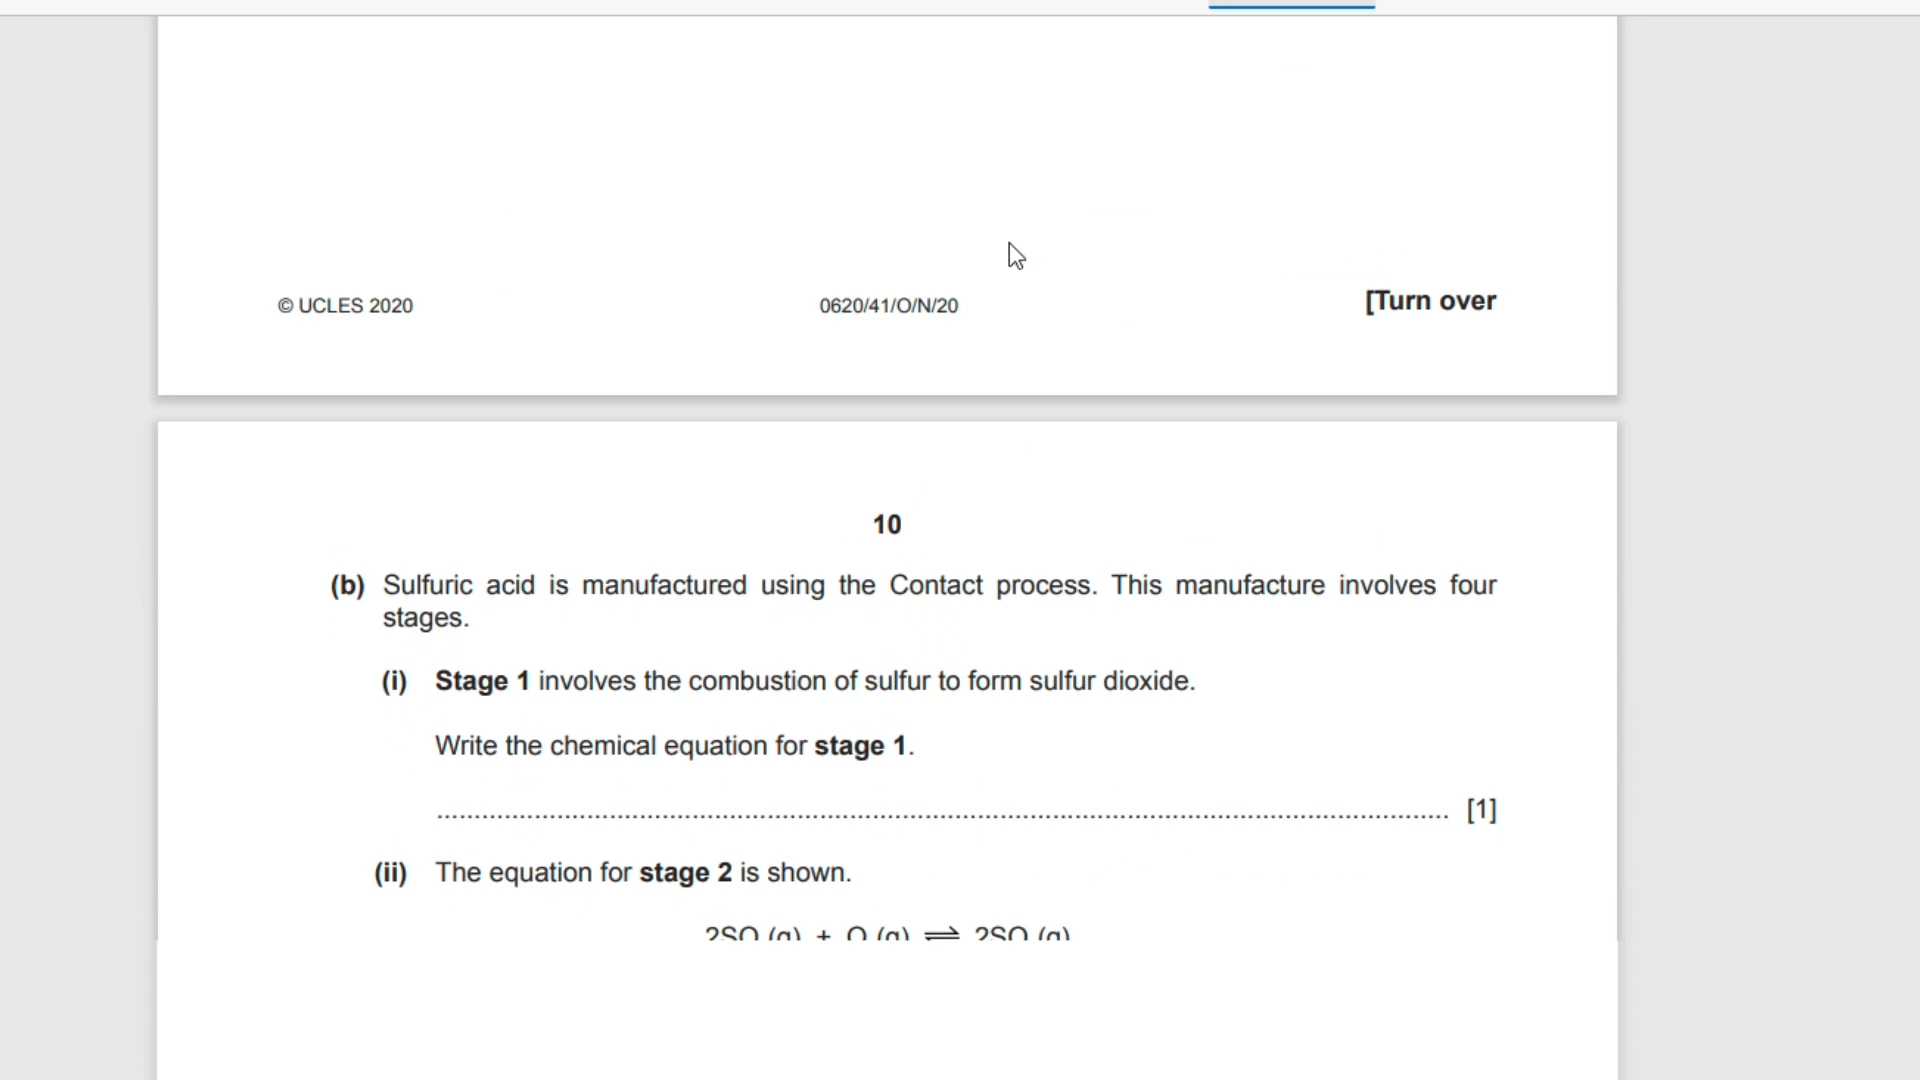 © UCLES 2020 0620/41/O/N/20 [Turn over
10
(b) Sulfuric acid is manufactured using the Contact process. This manufacture involves four
stages.
(i) Stage 1 involves the combustion of sulfur to form sulfur dioxide.
Write the chemical equation for stage 1.
.......................................................................................................................................... [1]
(ii) The equation for stage 2 is shown.
2SO (g) + O (g) ⇌ 2SO (g)